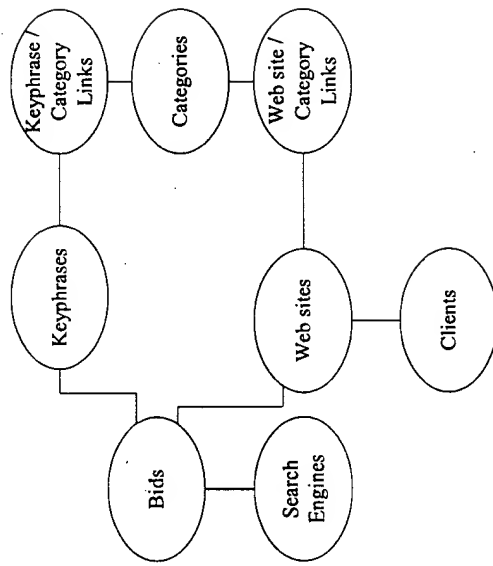 Keyphrases
Keyphrase /
Category
Links
Bids
Categories
Search
Engines
Web sites
Web site /
Category
Links
Clients